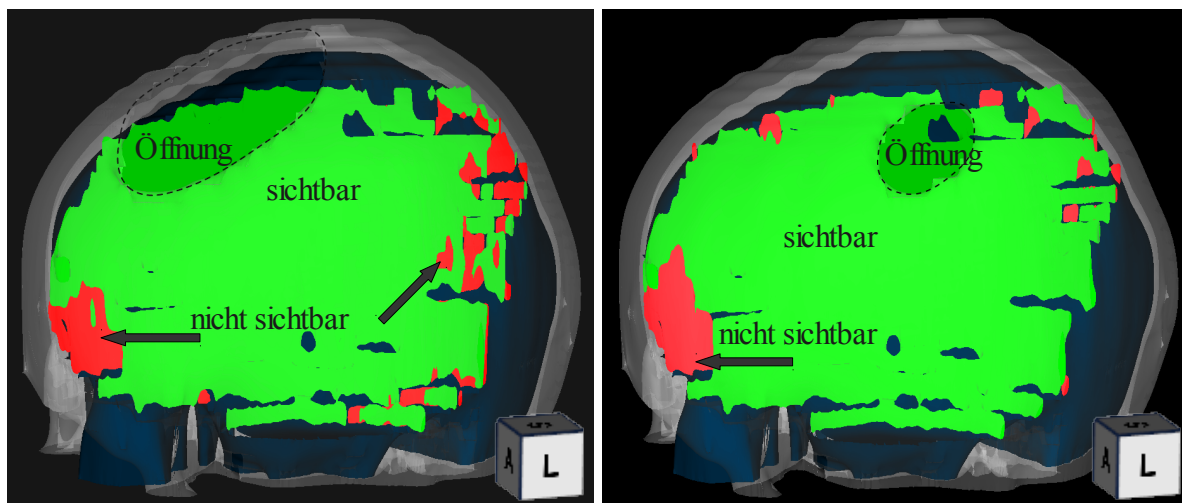 Öffnung
sichtbar
nicht sichtbar
A
L
Öffnung
sichtbar
nicht sichtbar
A
L